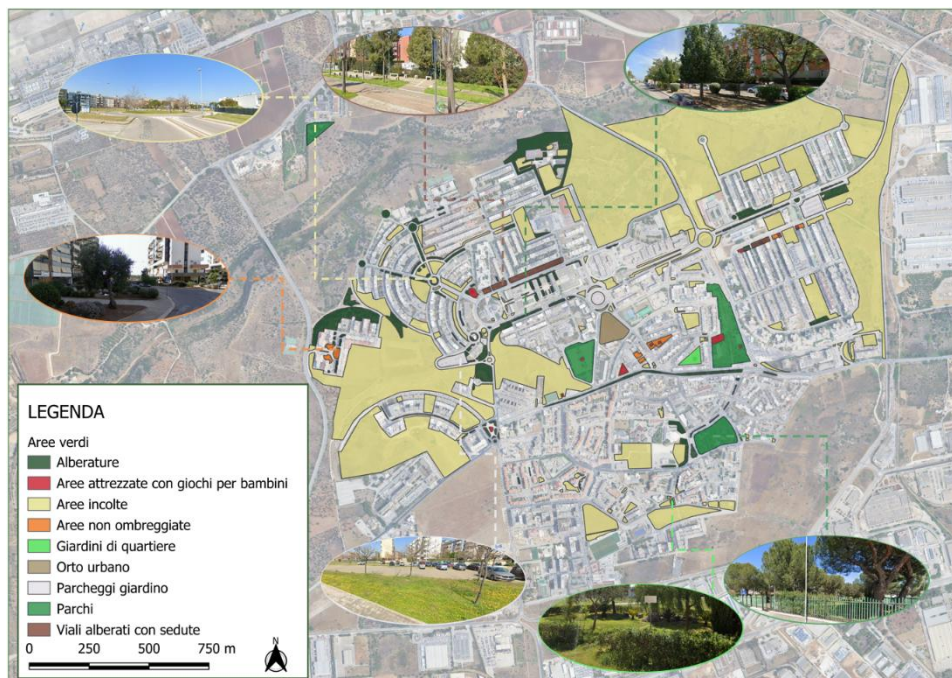 LEGENDA
Aree verdi
Alberature
Aree attrezzate con giochi per bambini
Aree incolte
Aree non ombreggiate
Giardini di quartiere
Orto urbano
Parcheggi giardino
Parchi
Viali alberati con sedute
0 250 500 750 m
N